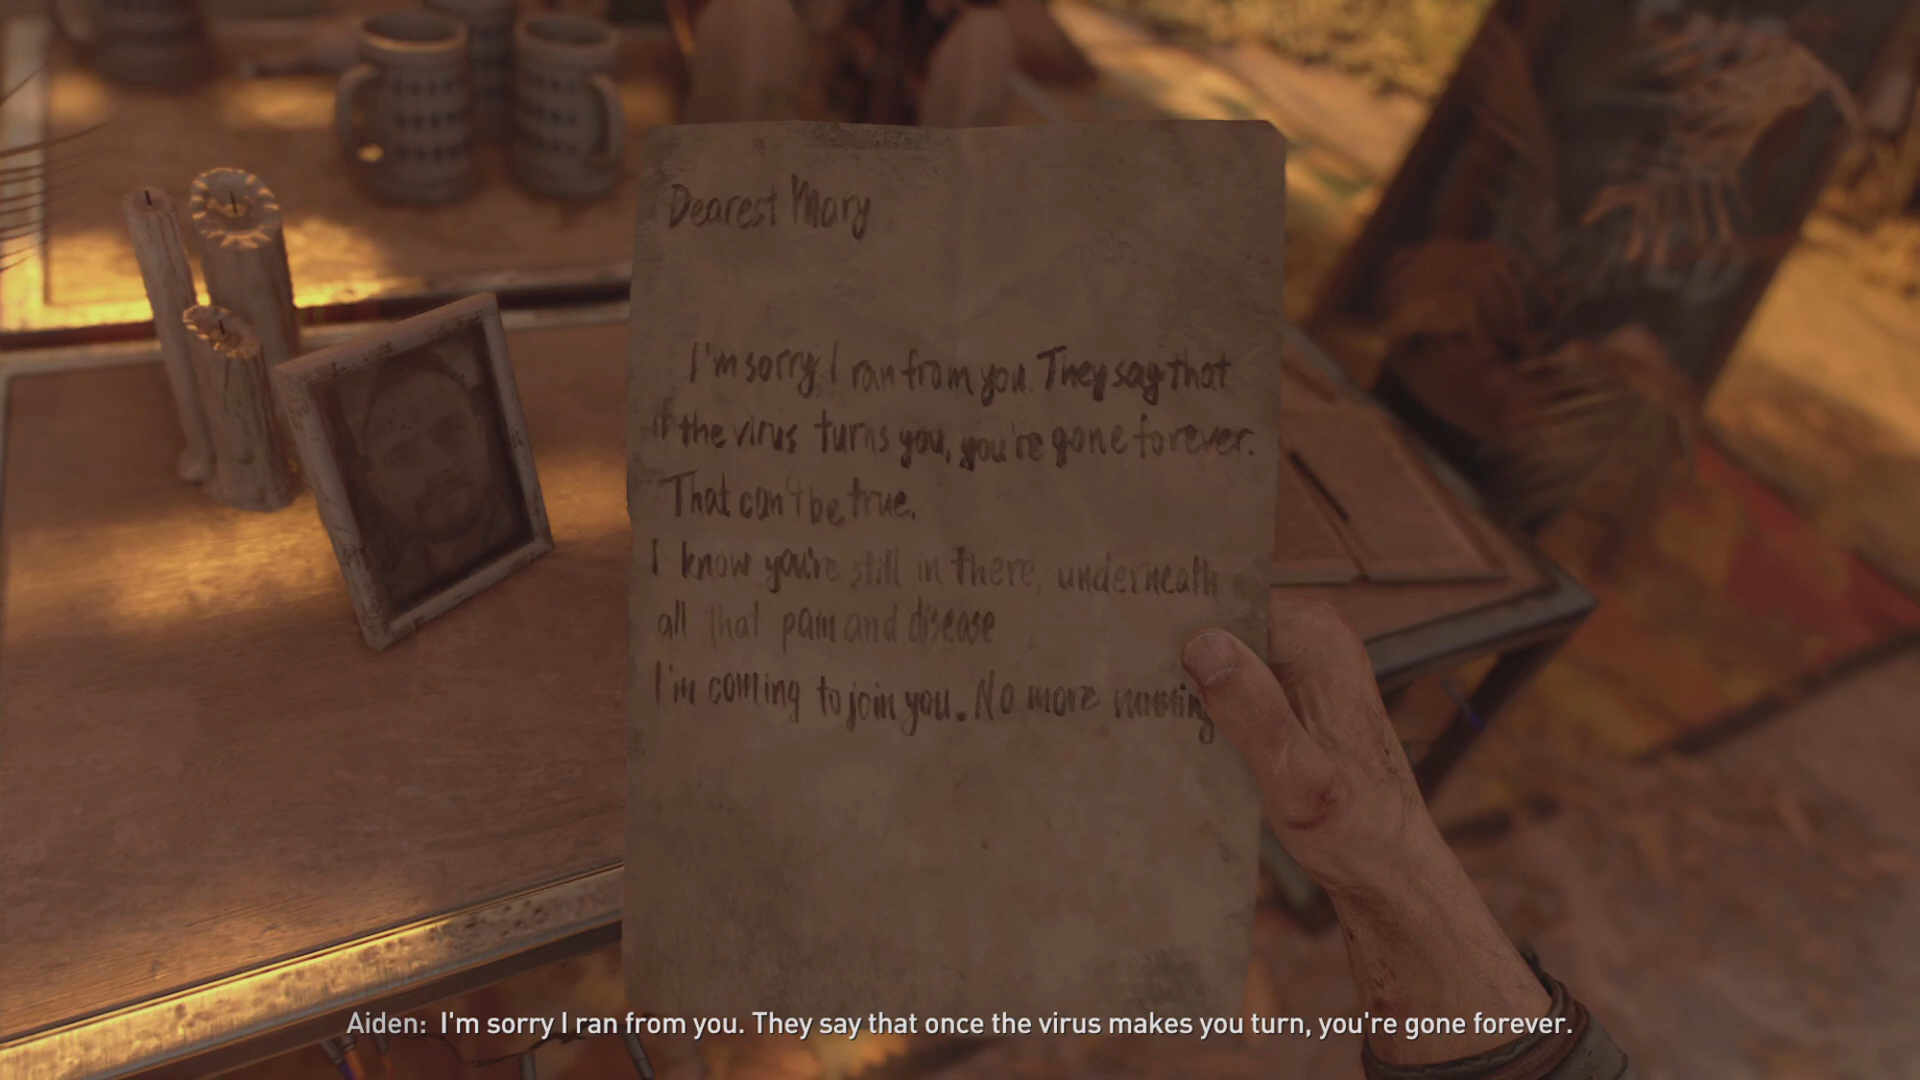 Dearest Mary
I'm sorry I ran from you. They say that
if the virus turns you, you're gone forever.
That can't be true.
I know you're still in there, underneath
all that pain and disease
I'm coming to join you. No more
Aiden: I'm sorry I ran from you. They say that once the virus makes you turn, you're gone forever.